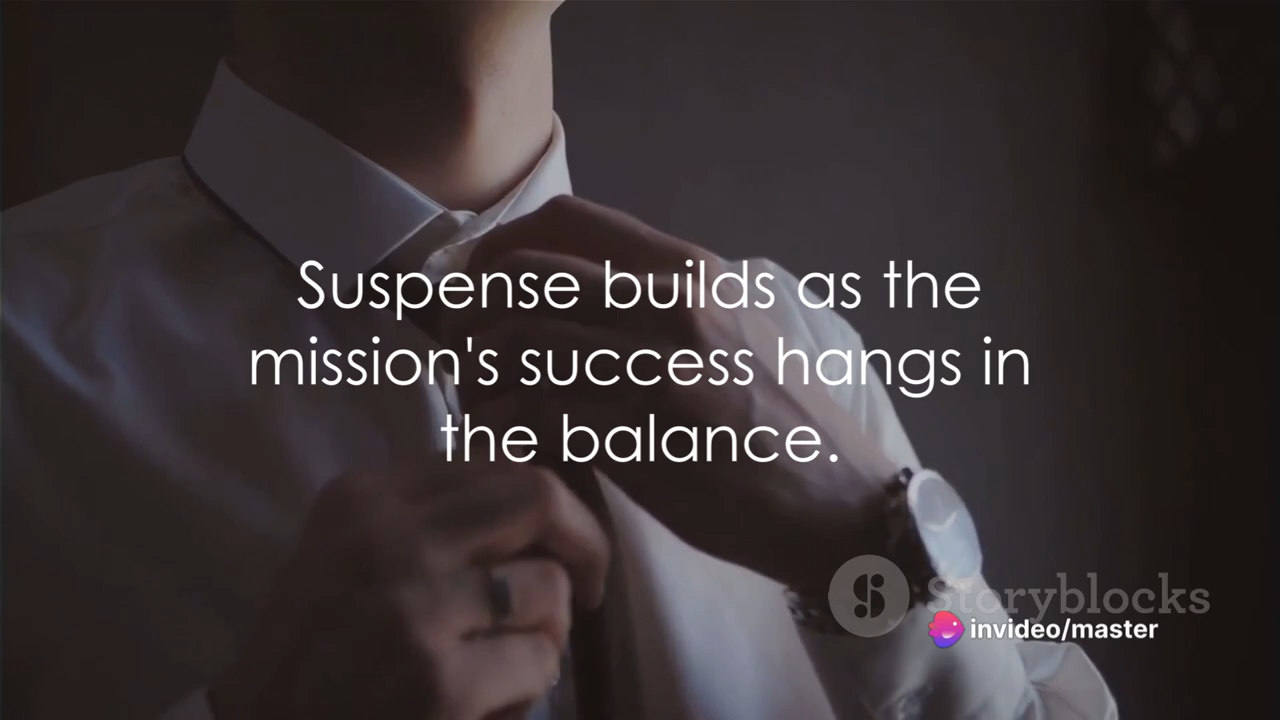 Suspense builds as the
mission's success hangs in
the balance.
Storyblocks
invideo/master